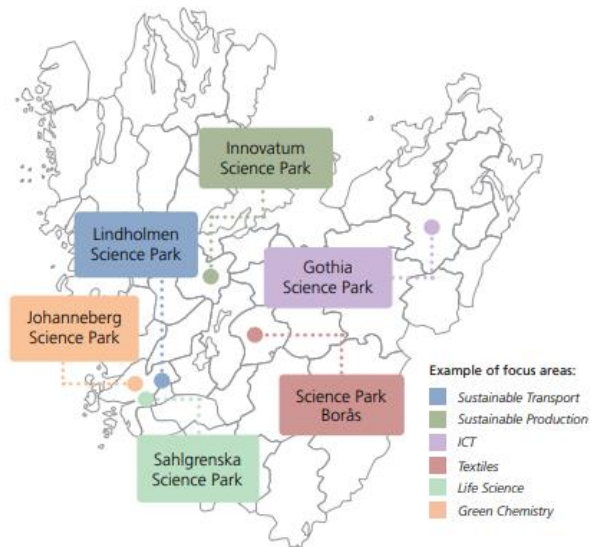 Innovatum
Science Park
Lindholmen
Science Park
Gothia
Science Park
Johanneberg
Science Park
Science Park
Borås
Sahlgrenska
Science Park
Example of focus areas:
Sustainable Transport
Sustainable Production
ICT
Textiles
Life Science
Green Chemistry